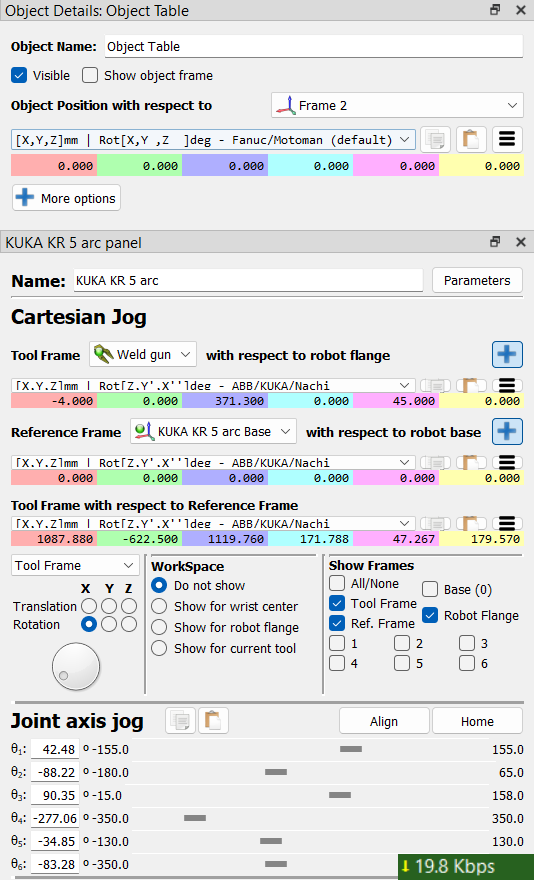 Object Details: Object Table
Object Name: Object Table
Visible Show object frame
Object Position with respect to Frame 2
[X,Y,Z]mm | Rot[X,Y ,Z  ]deg - Fanuc/Motoman (default)
0.000 0.000 0.000 0.000 0.000 0.000
More options
KUKA KR 5 arc panel
Name: KUKA KR 5 arc Parameters
Cartesian Jog
Tool Frame Weld gun with respect to robot flange
[X,Y,Z]mm | Rot[Z,Y',X'']deg - ABB/KUKA/Nachi
-4.000 0.000 371.300 0.000 45.000 0.000
Reference Frame KUKA KR 5 arc Base with respect to robot base
[X,Y,Z]mm | Rot[Z,Y',X'']deg - ABB/KUKA/Nachi
0.000 0.000 0.000 0.000 0.000 0.000
Tool Frame with respect to Reference Frame
[X,Y,Z]mm | Rot[Z,Y',X'']deg - ABB/KUKA/Nachi
1087.880 -622.500 1119.760 171.788 47.267 179.570
Tool Frame
X Y Z
Translation
Rotation
WorkSpace
Do not show
Show for wrist center
Show for robot flange
Show for current tool
Show Frames
All/None Base (0)
Tool Frame Robot Flange
Ref. Frame
1 2 3
4 5 6
Joint axis jog Align Home
θ₁: 42.48 º -155.0 155.0
θ₂: -88.22 º -180.0 65.0
θ₃: 90.35 º -15.0 158.0
θ₄: -277.06 º -350.0 350.0
θ₅: -34.85 º -130.0 130.0
θ₆: -83.28 º -350.0
19.8 Kbps